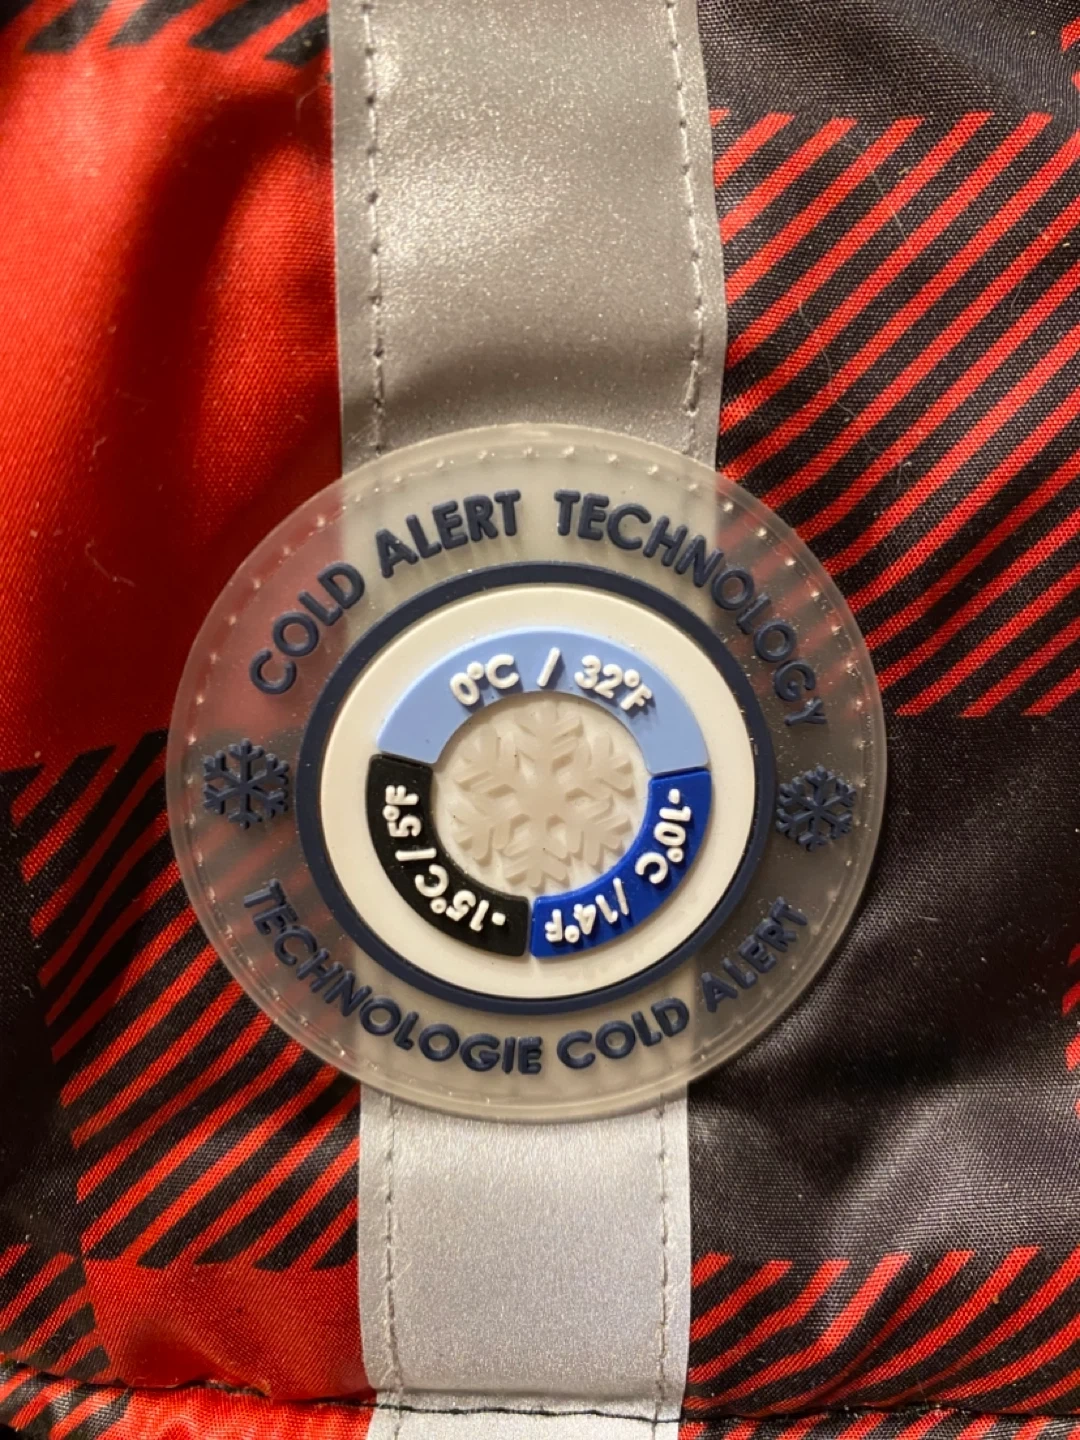 COLD ALERT TECHNOLOGY
0°C / 32°F
-10°C / 14°F
-15°C / 5°F
TECHNOLOGIE COLD ALERT